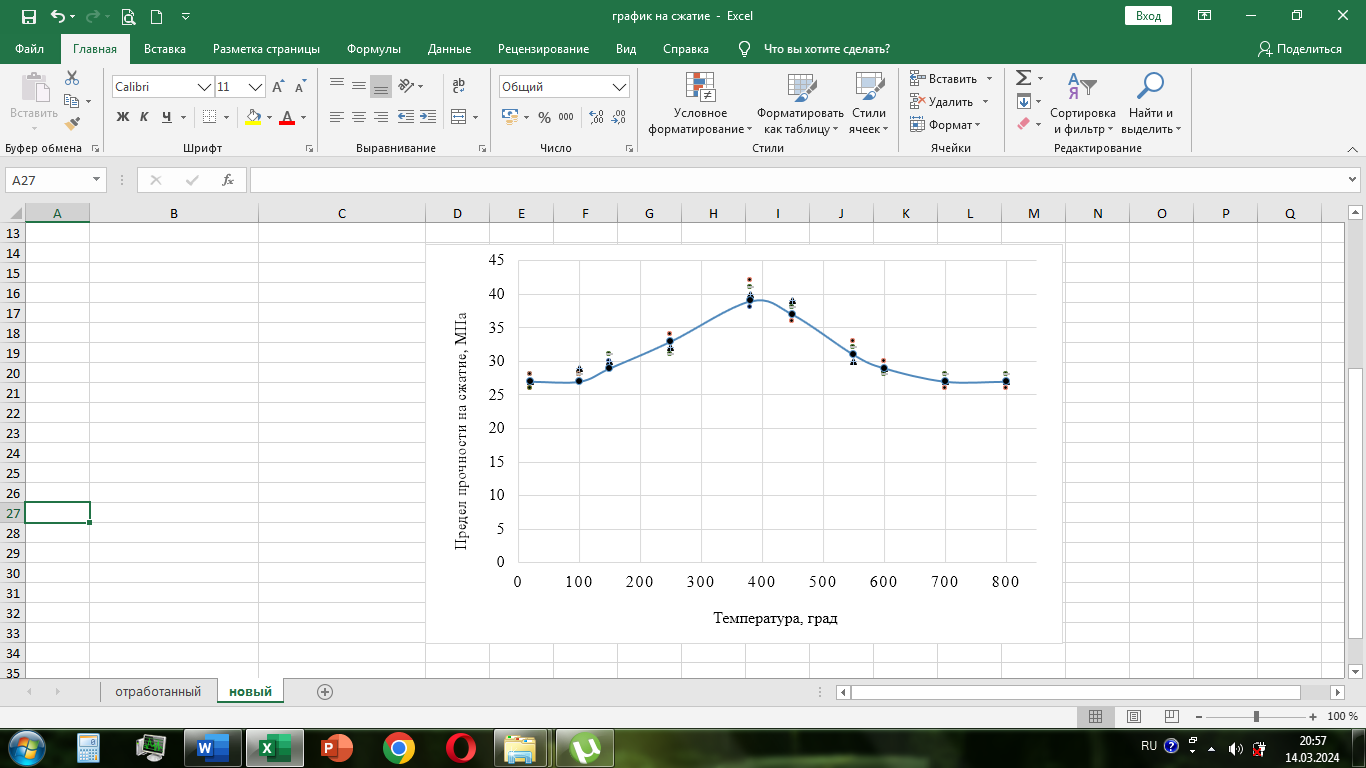 график на сжатие - Excel
Вход
Файл Главная Вставка Разметка страницы Формулы Данные Рецензирование Вид Справка Что вы хотите сделать? Поделиться
Вставить
Буфер обмена
Calibri 11
Ж К Ч
Шрифт
Выравнивание
Общий
% 000
Число
Условное форматирование
Форматировать как таблицу
Стили ячеек
Стили
Вставить
Удалить
Формат
Ячейки
Сортировка и фильтр
Найти и выделить
Редактирование
A27
fx
A B C D E F G H I J K L M N O P Q
13
14
15
16
17
18
19
20
21
22
23
24
25
26
27
28
29
30
31
32
33
34
35
Предел прочности на сжатие, МПа
45
40
35
30
25
20
15
10
5
0
0 100 200 300 400 500 600 700 800
Температура, град
отработанный новый
100 %
RU
20:57
14.03.2024